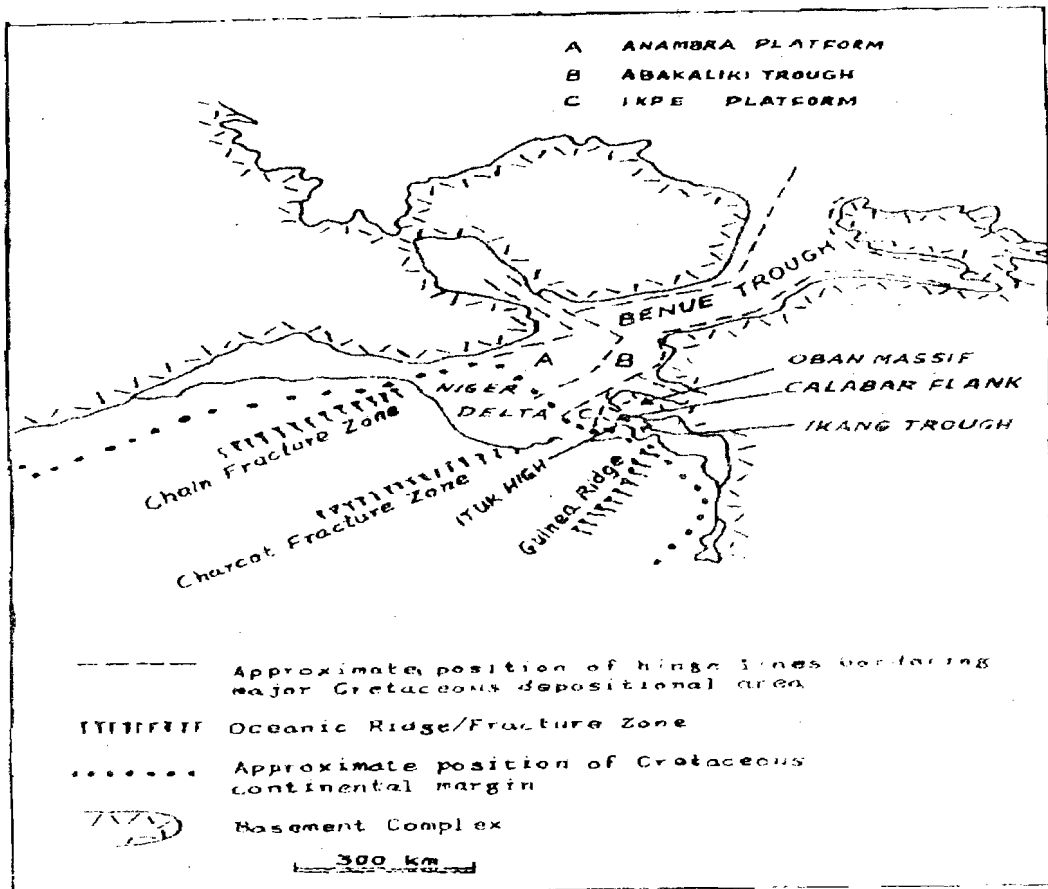 A ANAMBRA PLATFORM
B ABAKALIKI TROUGH
C IKPE PLATFORM
BENUE TROUGH
A
B
OBAN MASSIF
NIGER
DELTA
C
CALABAR FLANK
IKANG TROUGH
Chain Fracture Zone
Charcot Fracture Zone
ITUK HIGH
Guinea Ridge
Approximate position of hinge lines
major Cretaceous depositional area
Oceanic Ridge/Fracture Zone
Approximate position of Cretaceous
continental margin
Basement Complex
300 km